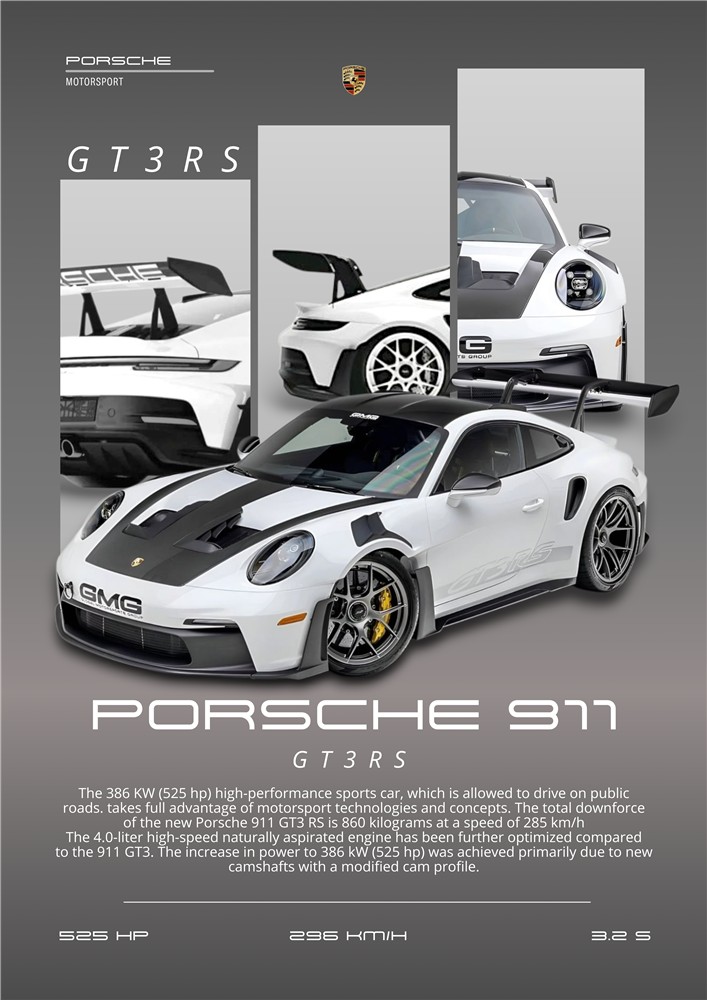 PORSCHE
MOTORSPORT
GT3RS
SCHE
G
TS GROUP
GMG
GMG
GT3RS
PORSCHE 911
GT3RS
The 386 KW (525 hp) high-performance sports car, which is allowed to drive on public
roads. takes full advantage of motorsport technologies and concepts. The total downforce
of the new Porsche 911 GT3 RS is 860 kilograms at a speed of 285 km/h
The 4.0-liter high-speed naturally aspirated engine has been further optimized compared
to the 911 GT3. The increase in power to 386 kW (525 hp) was achieved primarily due to new
camshafts with a modified cam profile.
525 HP
296 KM/H
3.2 S